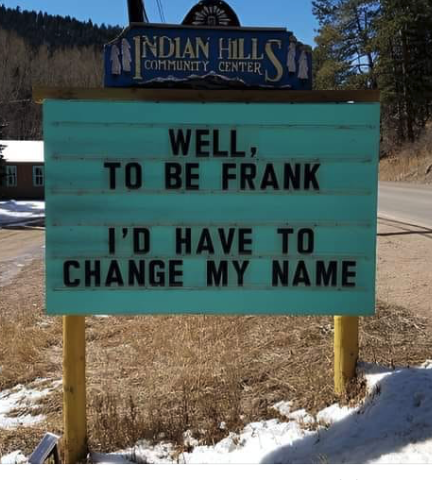 INDIAN HILLS
COMMUNITY CENTER
WELL,
TO BE FRANK
I'D HAVE TO
CHANGE MY NAME